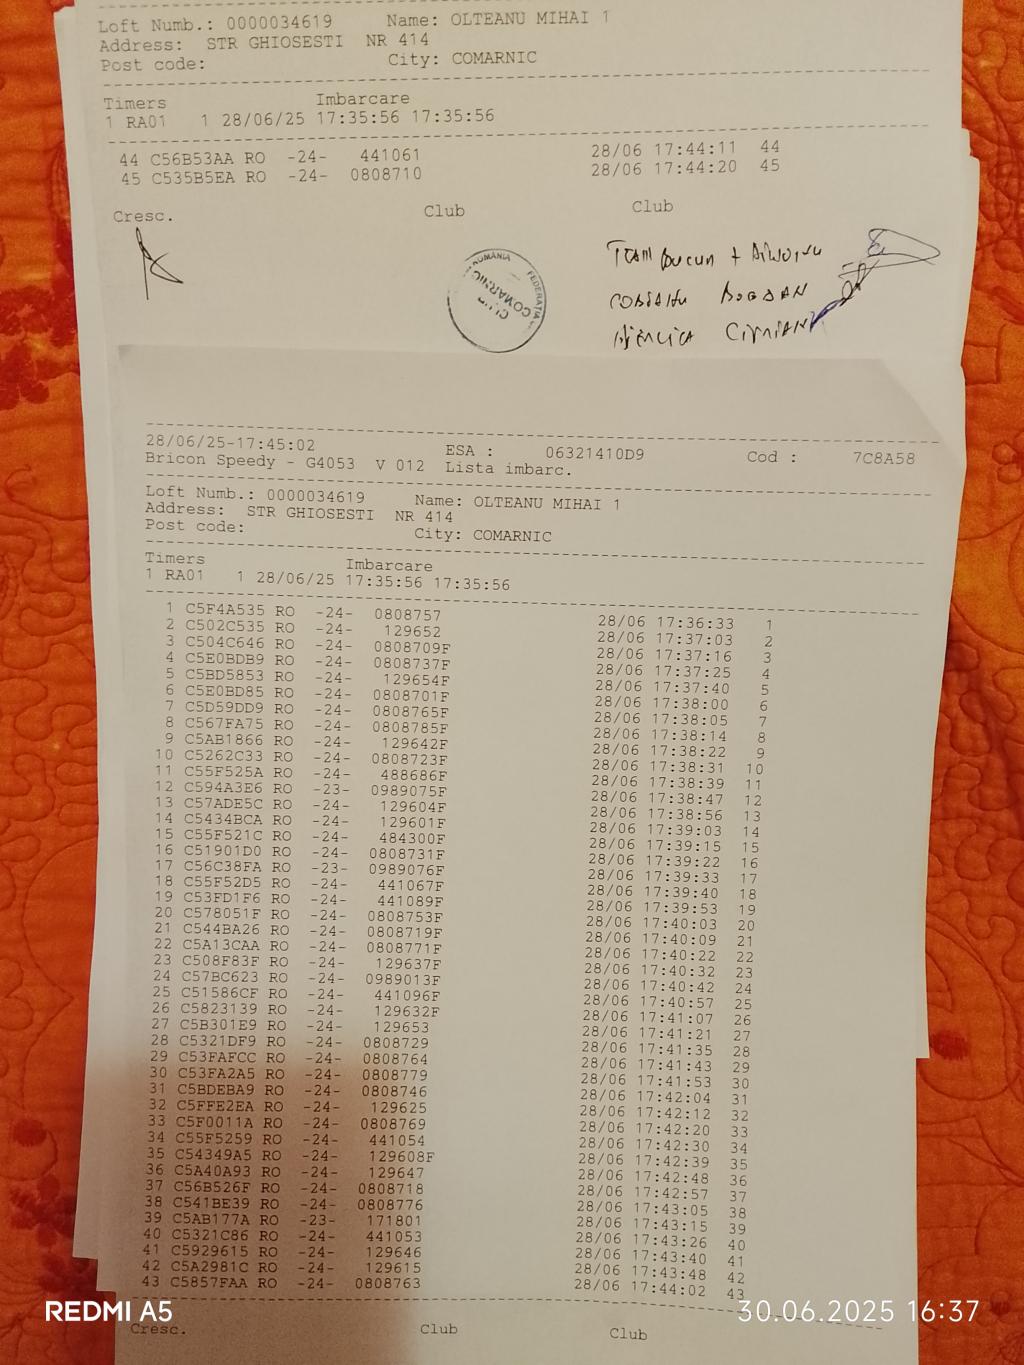 Loft Numb.: 0000034619 Name: OLTEANU MIHAI 1
Address: STR GHIOSESTI NR 414
Post code: City: COMARNIC
Timers Imbarcare
1 RA01 1 28/06/25 17:35:56 17:35:56
44 C56B53AA RO -24- 441061 28/06 17:44:11 44
45 C535B5EA RO -24- 0808710 28/06 17:44:20 45
Cresc. Club Club
ROMANIA FEDERATIA
CLUB
COMARNIC
BOGDAN
CIPRIAN
28/06/25-17:45:02 ESA : 06321410D9 Cod : 7C8A58
Bricon Speedy - G4053 V 012 Lista imbarc.
Loft Numb.: 0000034619 Name: OLTEANU MIHAI 1
Address: STR GHIOSESTI NR 414
Post code: City: COMARNIC
Timers Imbarcare
1 RA01 1 28/06/25 17:35:56 17:35:56
1 C5F4A535 RO -24- 0808757 28/06 17:36:33 1
2 C502C535 RO -24- 129652 28/06 17:37:03 2
3 C504C646 RO -24- 0808709F 28/06 17:37:16 3
4 C5E0BDB9 RO -24- 0808737F 28/06 17:37:25 4
5 C5BD5853 RO -24- 129654F 28/06 17:37:40 5
6 C5E0BD85 RO -24- 0808701F 28/06 17:38:00 6
7 C5D59DD9 RO -24- 0808765F 28/06 17:38:05 7
8 C567FA75 RO -24- 0808785F 28/06 17:38:14 8
9 C5AB1866 RO -24- 129642F 28/06 17:38:22 9
10 C5262C33 RO -24- 0808723F 28/06 17:38:31 10
11 C55F525A RO -24- 488686F 28/06 17:38:39 11
12 C594A3E6 RO -23- 0989075F 28/06 17:38:47 12
13 C57ADE5C RO -24- 129604F 28/06 17:38:56 13
14 C5434BCA RO -24- 129601F 28/06 17:39:03 14
15 C55F521C RO -24- 484300F 28/06 17:39:15 15
16 C51901D0 RO -24- 0808731F 28/06 17:39:22 16
17 C56C38FA RO -23- 0989076F 28/06 17:39:33 17
18 C55F52D5 RO -24- 441067F 28/06 17:39:40 18
19 C53FD1F6 RO -24- 441089F 28/06 17:39:53 19
20 C578051F RO -24- 0808753F 28/06 17:40:03 20
21 C544BA26 RO -24- 0808719F 28/06 17:40:09 21
22 C5A13CAA RO -24- 0808771F 28/06 17:40:22 22
23 C508F83F RO -24- 129637F 28/06 17:40:32 23
24 C57BC623 RO -24- 0989013F 28/06 17:40:42 24
25 C51586CF RO -24- 441096F 28/06 17:40:57 25
26 C5823139 RO -24- 129632F 28/06 17:41:07 26
27 C5B301E9 RO -24- 129653 28/06 17:41:21 27
28 C5321DF9 RO -24- 0808729 28/06 17:41:35 28
29 C53FAFCC RO -24- 0808764 28/06 17:41:43 29
30 C53FA2A5 RO -24- 0808779 28/06 17:41:53 30
31 C5BDEBA9 RO -24- 0808746 28/06 17:42:04 31
32 C5FFE2EA RO -24- 129625 28/06 17:42:12 32
33 C5F0011A RO -24- 0808769 28/06 17:42:20 33
34 C55F5259 RO -24- 441054 28/06 17:42:30 34
35 C54349A5 RO -24- 129608F 28/06 17:42:39 35
36 C5A40A93 RO -24- 129647 28/06 17:42:48 36
37 C56B526F RO -24- 0808718 28/06 17:42:57 37
38 C541BE39 RO -24- 0808776 28/06 17:43:05 38
39 C5AB177A RO -23- 171801 28/06 17:43:15 39
40 C5321C86 RO -24- 441053 28/06 17:43:26 40
41 C5929615 RO -24- 129646 28/06 17:43:40 41
42 C5A2981C RO -24- 129615 28/06 17:43:48 42
43 C5857FAA RO -24- 0808763 28/06 17:44:02 43
Cresc. Club Club
REDMI A5 30.06.2025 16:37